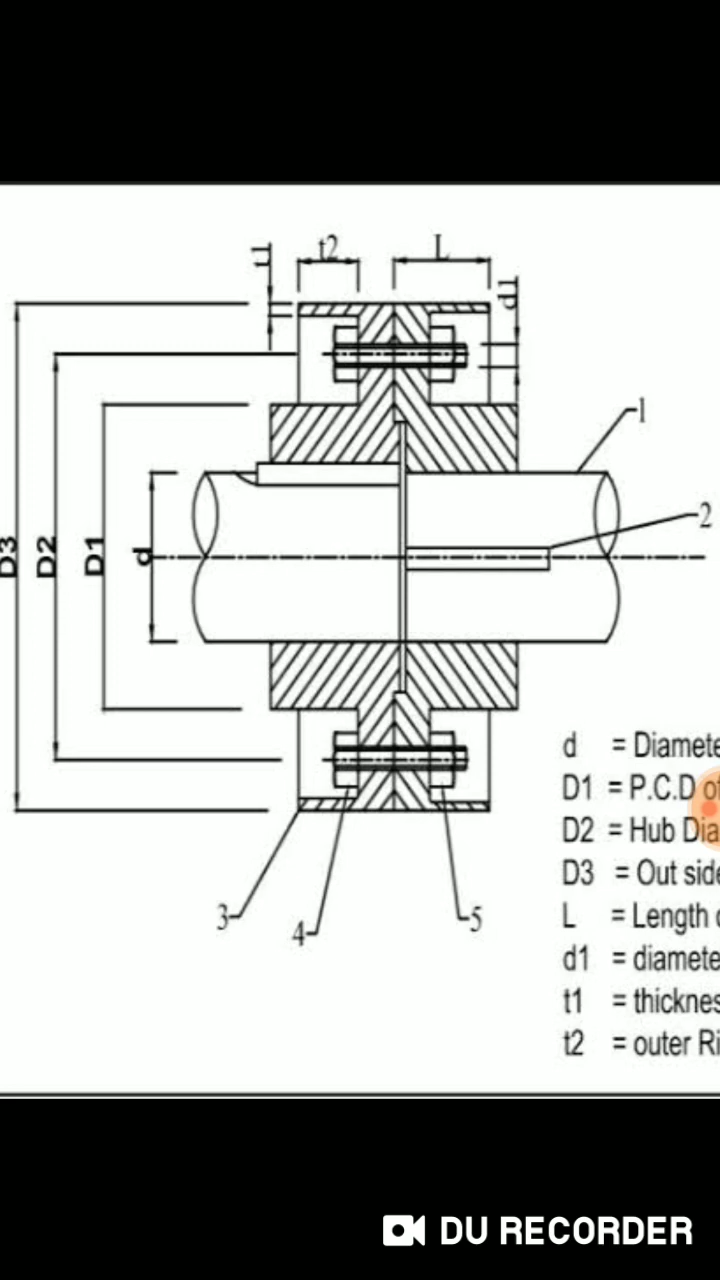 t1
t2
L
d1
1
2
D3
D2
D1
d
3
4
5
d = Diamete
D1 = P.C.D of
D2 = Hub Dia
D3 = Out side
L = Length
d1 = diamete
t1 = thicknes
t2 = outer Ri
DU RECORDER